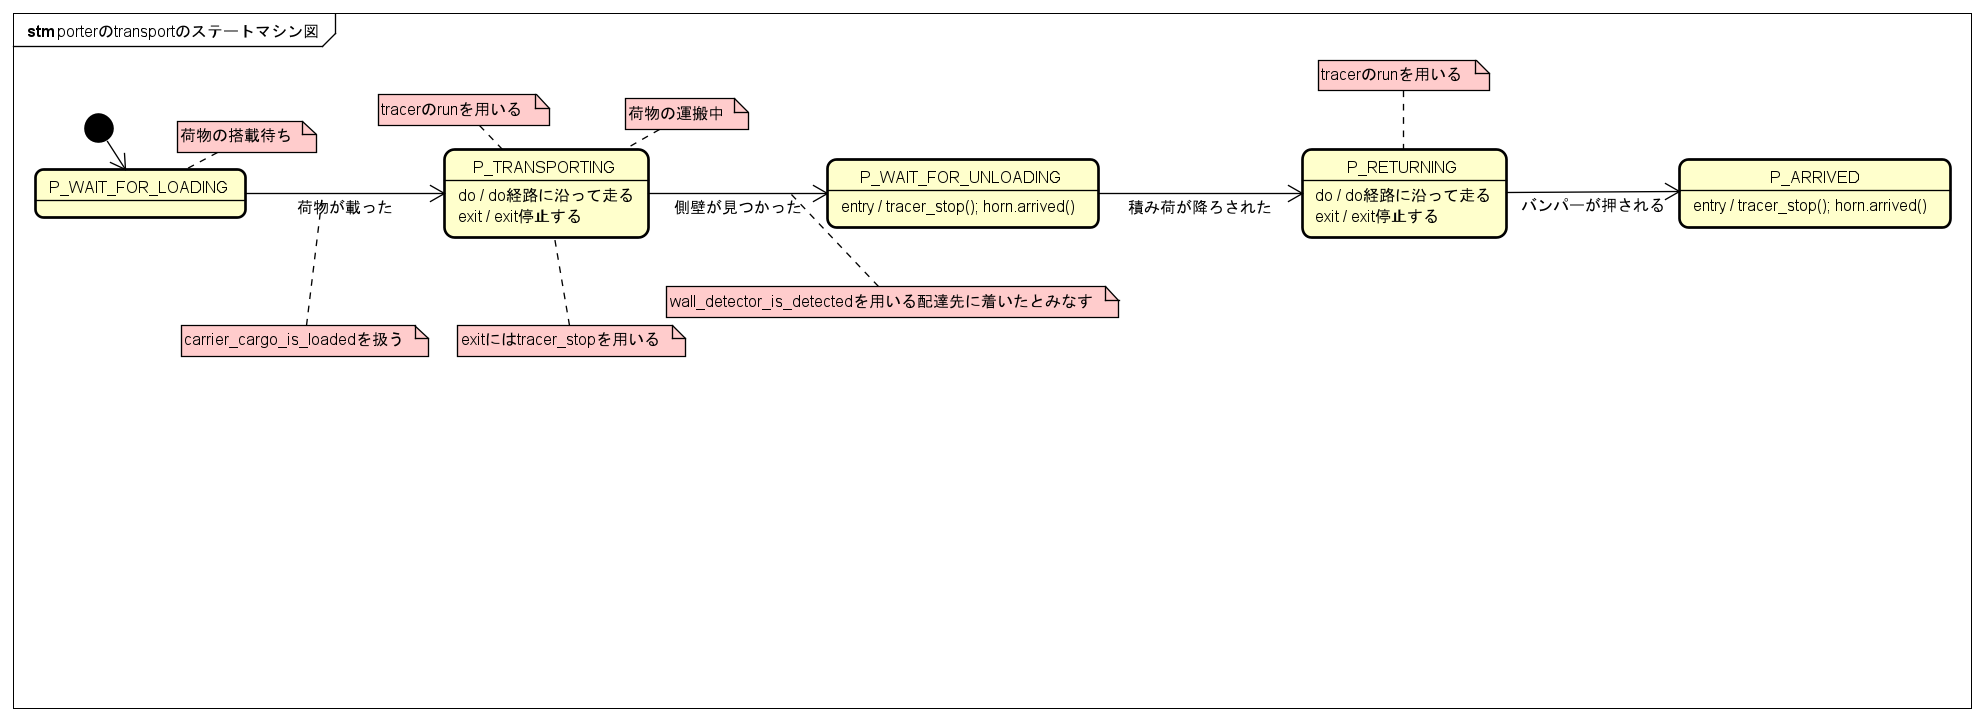 stm porterのtransportのステートマシン図
tracerのrunを用いる
tracerのrunを用いる
荷物の運搬中
荷物の搭載待ち
P_WAIT_FOR_LOADING
荷物が載った
P_TRANSPORTING
do / do経路に沿って走る
exit / exit停止する
側壁が見つかった
P_WAIT_FOR_UNLOADING
entry / tracer_stop(); horn.arrived()
積み荷が降ろされた
P_RETURNING
do / do経路に沿って走る
exit / exit停止する
バンパーが押される
P_ARRIVED
entry / tracer_stop(); horn.arrived()
wall_detector_is_detectedを用いる配達先に着いたとみなす
carrier_cargo_is_loadedを扱う
exitにはtracer_stopを用いる